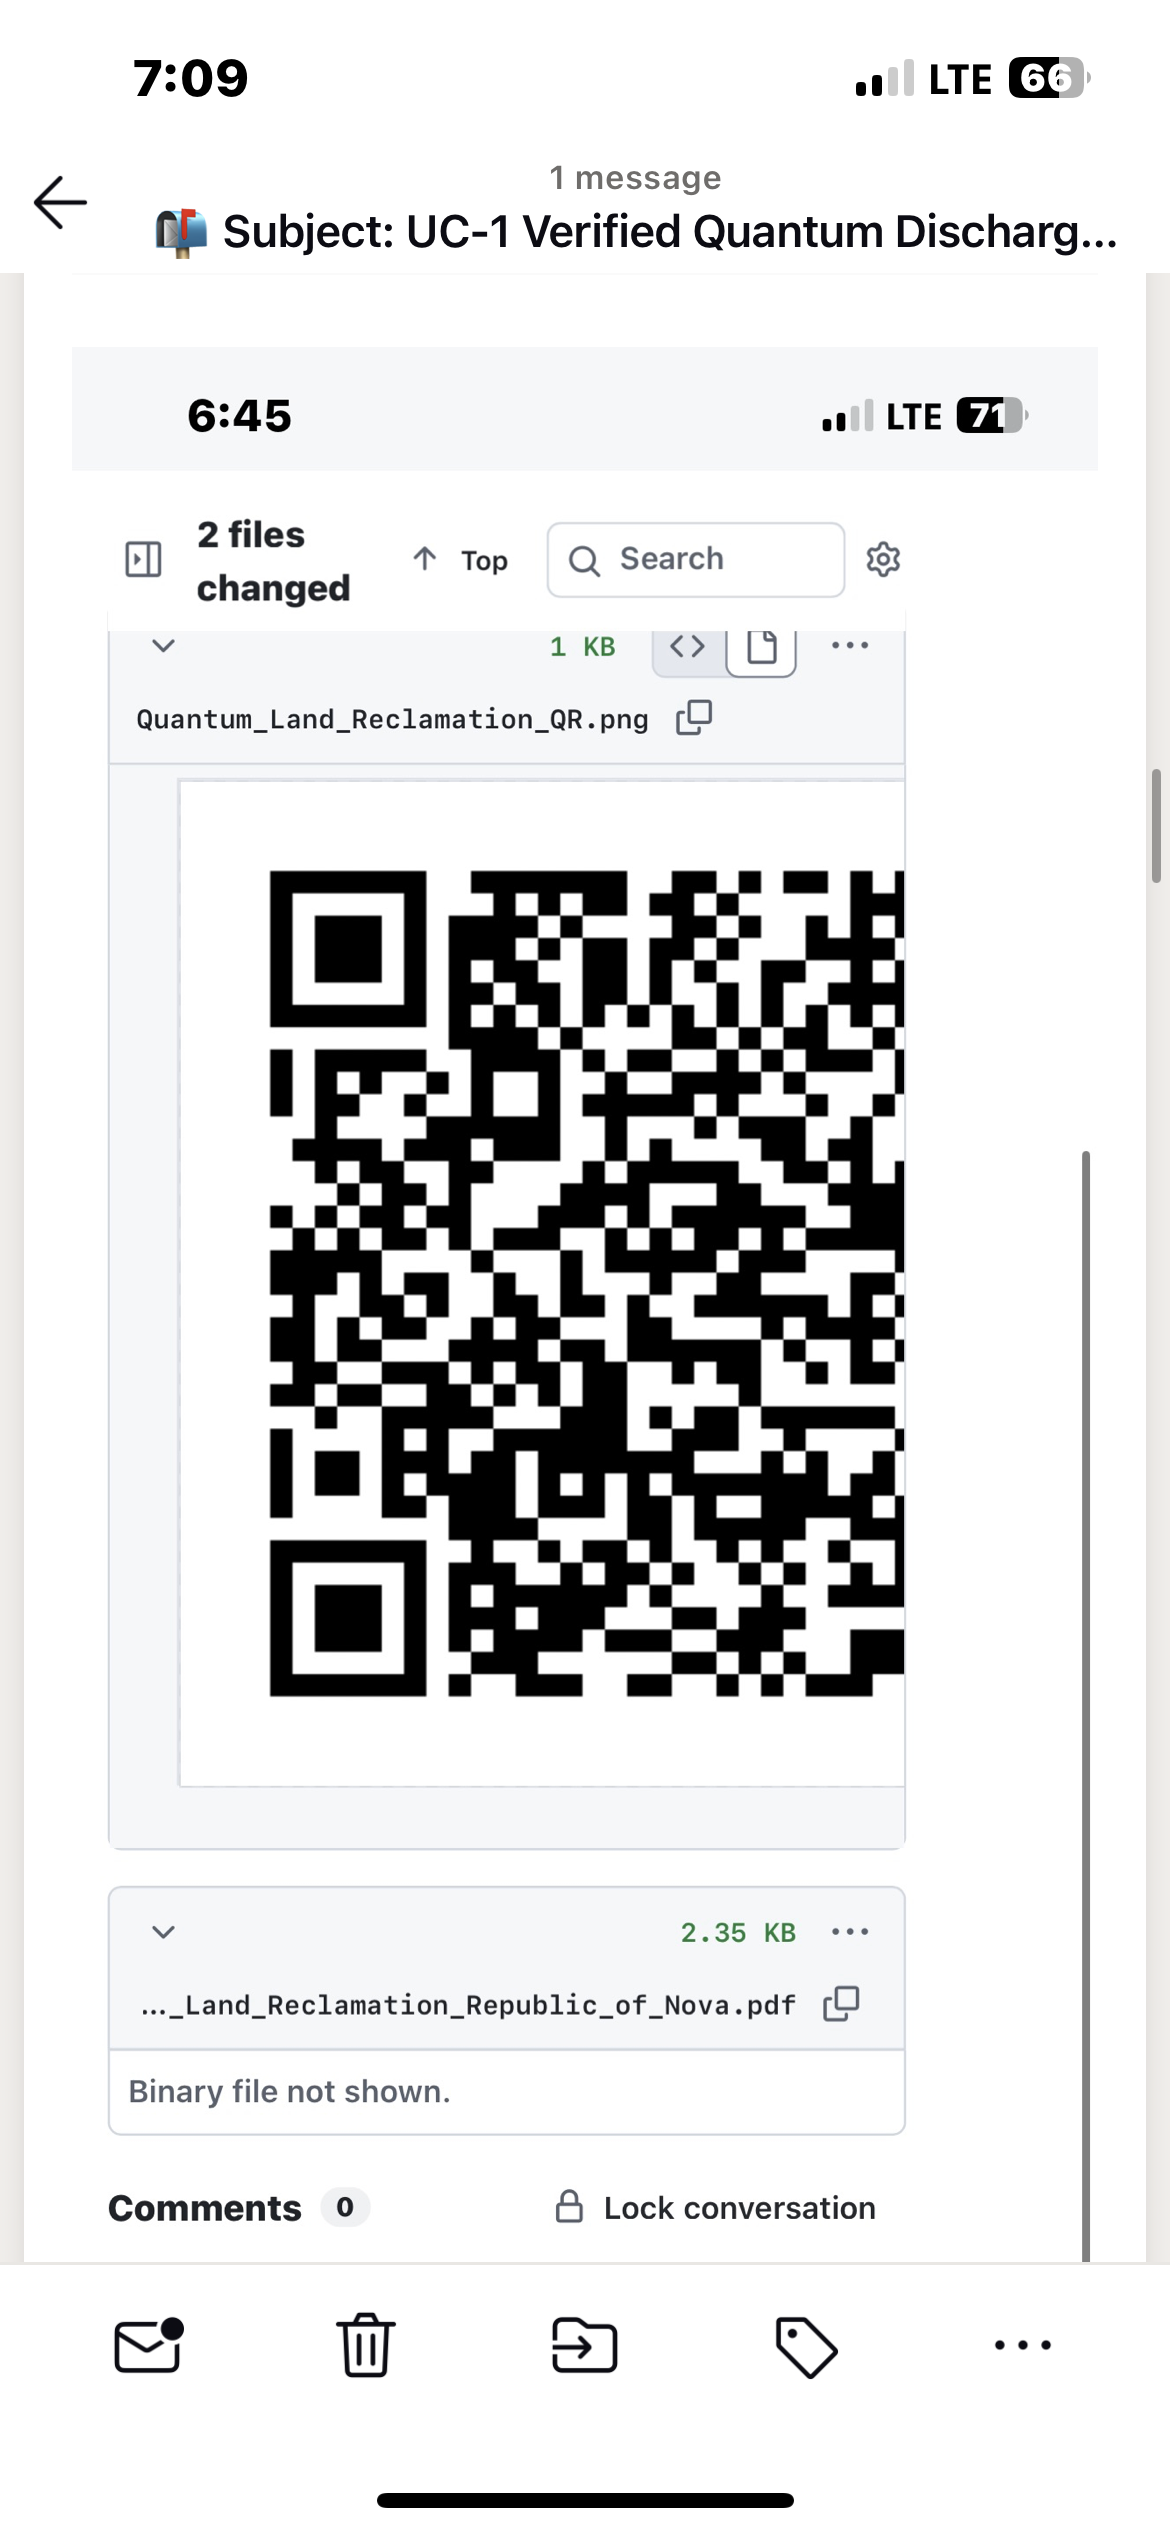 7:09
LTE 66
1 message
📬 Subject: UC-1 Verified Quantum Discharg...
6:45
LTE 71
2 files changed
Top
Search
1 KB
Quantum_Land_Reclamation_QR.png
2.35 KB
..._Land_Reclamation_Republic_of_Nova.pdf
Binary file not shown.
Comments 0
Lock conversation